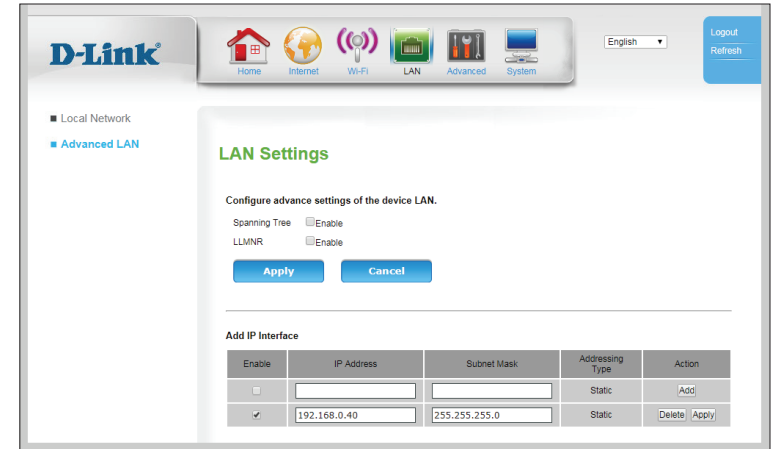 D-Link
Home Internet Wi-Fi LAN Advanced System
English
Logout
Refresh
Local Network
Advanced LAN
LAN Settings
Configure advance settings of the device LAN.
Spanning Tree Enable
LLMNR Enable
Apply Cancel
Add IP Interface
Enable IP Address Subnet Mask Addressing Type Action
Static Add
192.168.0.40 255.255.255.0 Static Delete Apply